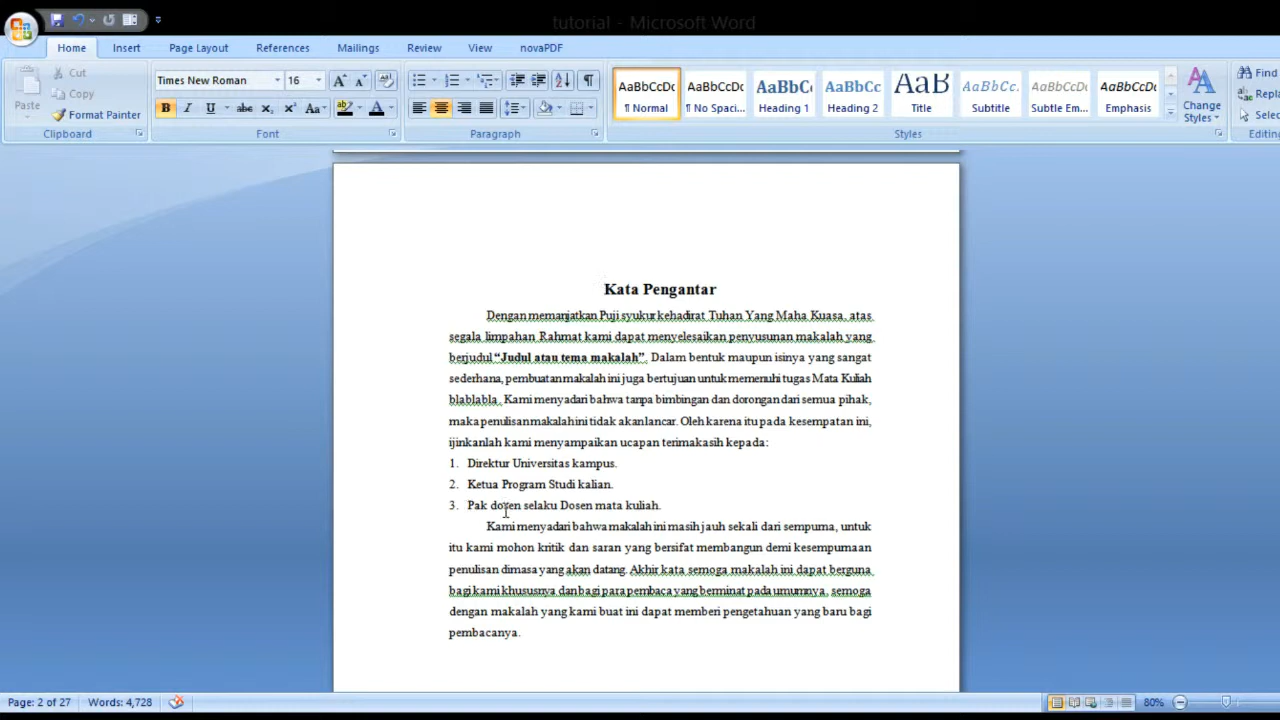 tutorial - Microsoft Word
Home Insert Page Layout References Mailings Review View novaPDF
Cut
Copy
Paste
Format Painter
Clipboard
Times New Roman 16
B I U abc x₂ x² Aa
Font
Paragraph
AaBbCcDc AaBbCcDc AaBbC AaBbCc AaB AaBbCc. AaBbCcDc AaBbCcDc
¶ Normal ¶ No Spaci... Heading 1 Heading 2 Title Subtitle Subtle Em... Emphasis
Change
Styles
Styles
Find
Repla
Selec
Editing
Kata Pengantar
Dengan memanjatkan Puji syukur kehadirat Tuhan Yang Maha Kuasa, atas
segala limpahan Rahmat kami dapat menyelesaikan penyusunan makalah yang
berjudul “Judul atau tema makalah”. Dalam bentuk maupun isinya yang sangat
sederhana, pembuatan makalah ini juga bertujuan untuk memenuhi tugas Mata Kuliah
blablabla . Kami menyadari bahwa tanpa bimbingan dan dorongan dari semua pihak,
maka penulisan makalah ini tidak akan lancar. Oleh karena itu pada kesempatan ini,
ijinkanlah kami menyampaikan ucapan terimakasih kepada:
1. Direktur Universitas kampus.
2. Ketua Program Studi kalian.
3. Pak dosen selaku Dosen mata kuliah.
Kami menyadari bahwa makalah ini masih jauh sekali dari sempurna, untuk
itu kami mohon kritik dan saran yang bersifat membangun demi kesempurnaan
penulisan dimasa yang akan datang. Akhir kata semoga makalah ini dapat berguna
bagi kami khususnya dan bagi para pembaca yang berminat pada umumnya, semoga
dengan makalah yang kami buat ini dapat memberi pengetahuan yang baru bagi
pembacanya.
Page: 2 of 27 Words: 4,728 80%